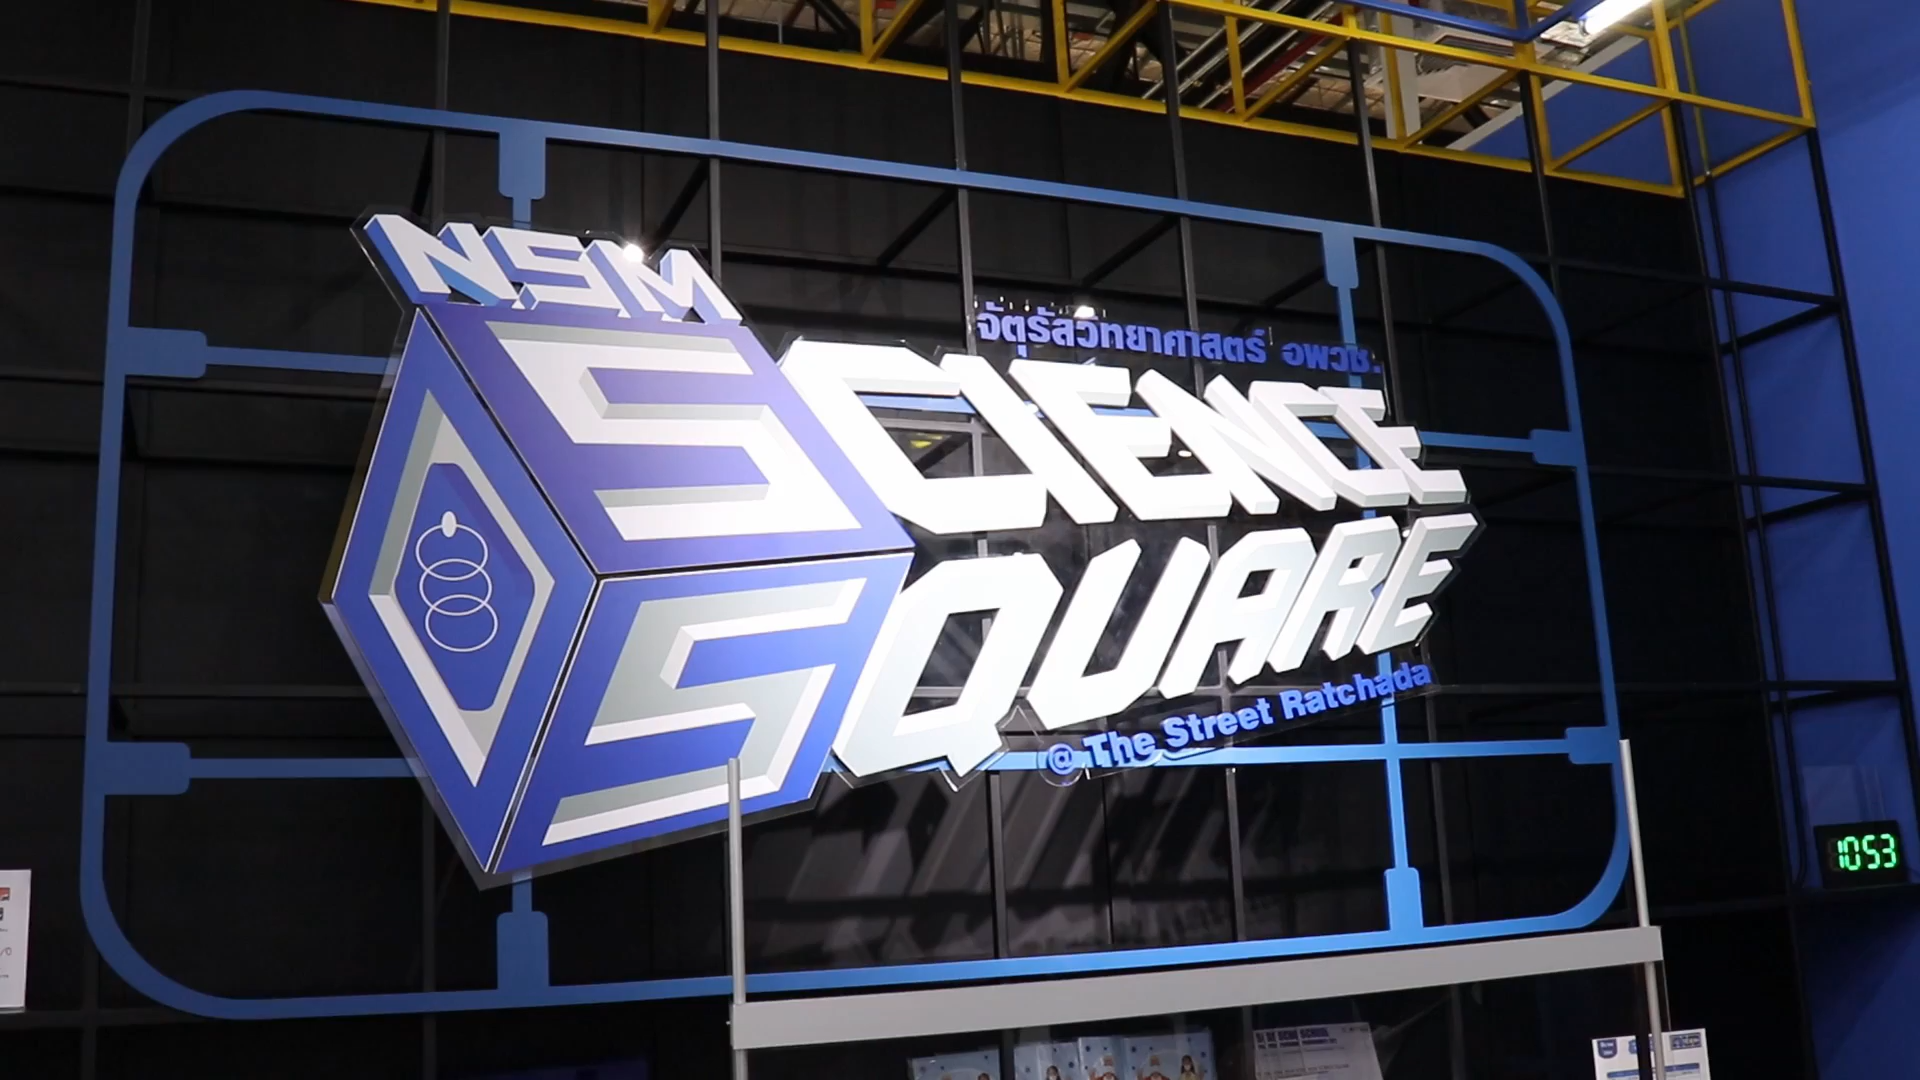 NSM
จัตุรัสวิทยาศาสตร์ อพวช.
SCIENCE
SQUARE
@ The Street Ratchada
10:53